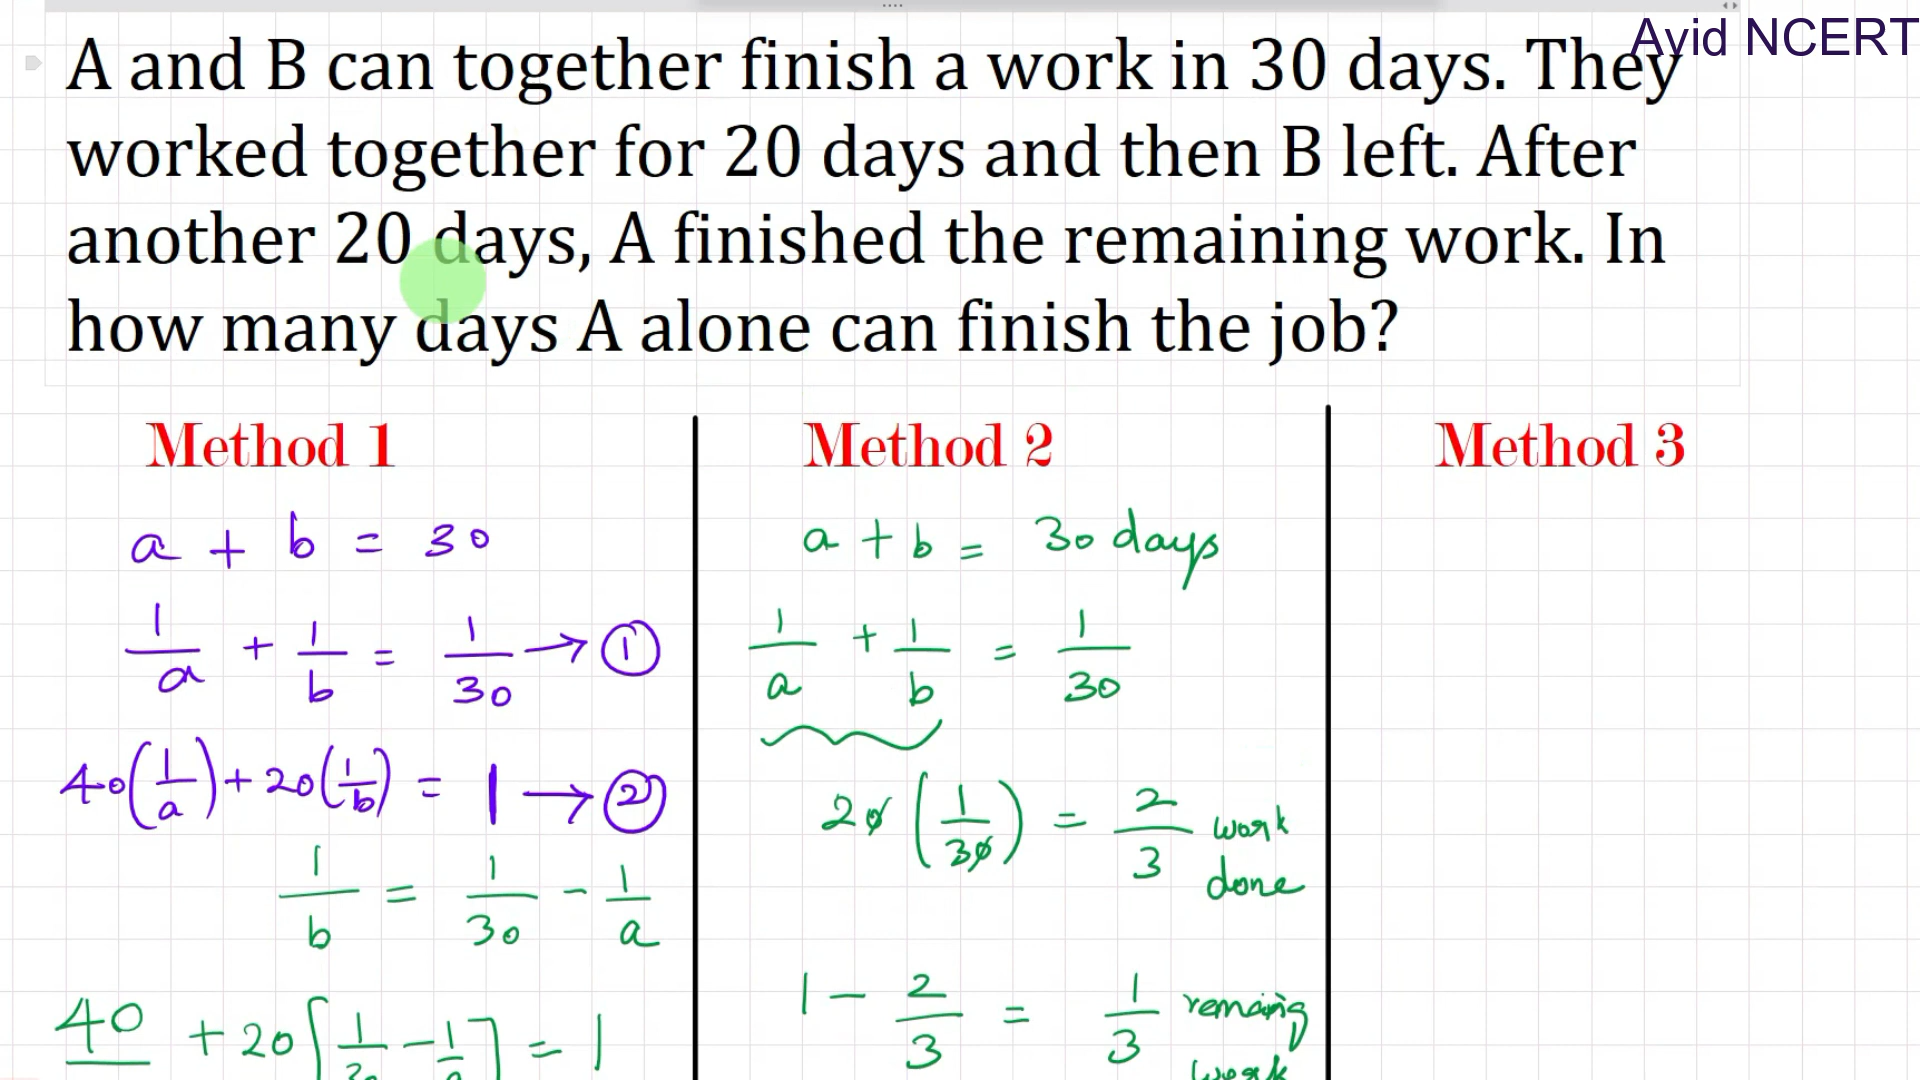 Avid NCERT
A and B can together finish a work in 30 days. They
worked together for 20 days and then B left. After
another 20 days, A finished the remaining work. In
how many days A alone can finish the job?
Method 1
a + b = 30
1/a + 1/b = 1/30 → ①
40(1/a) + 20(1/b) = 1 → ②
1/b = 1/30 - 1/a
40
+ 20[1/30 - 1/a] = 1
Method 2
a + b = 30 days
1/a + 1/b = 1/30
20(1/30) = 2/3 work
done
1 - 2/3 = 1/3 remaing
work
Method 3